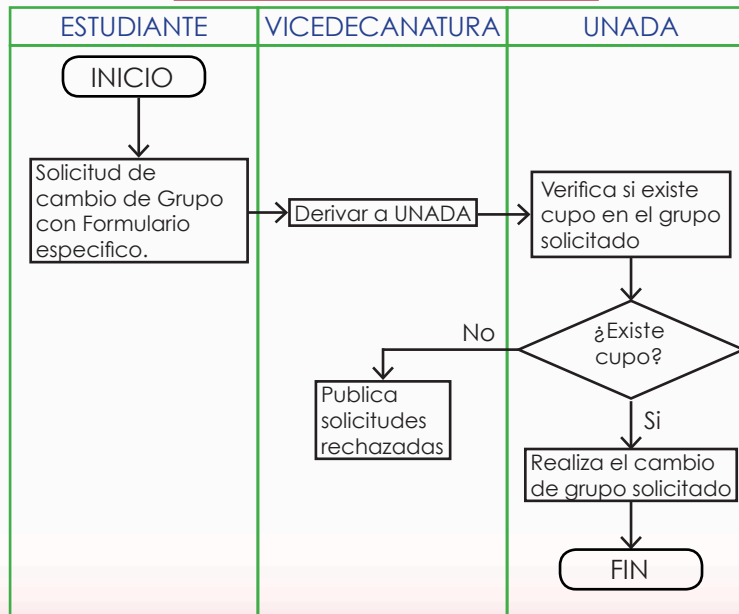 ESTUDIANTE
VICEDECANATURA
UNADA
INICIO
Solicitud de
cambio de Grupo
con Formulario
especifico.
Derivar a UNADA
Verifica si existe
cupo en el grupo
solicitado
¿Existe
cupo?
No
Publica
solicitudes
rechazadas
Si
Realiza el cambio
de grupo solicitado
FIN